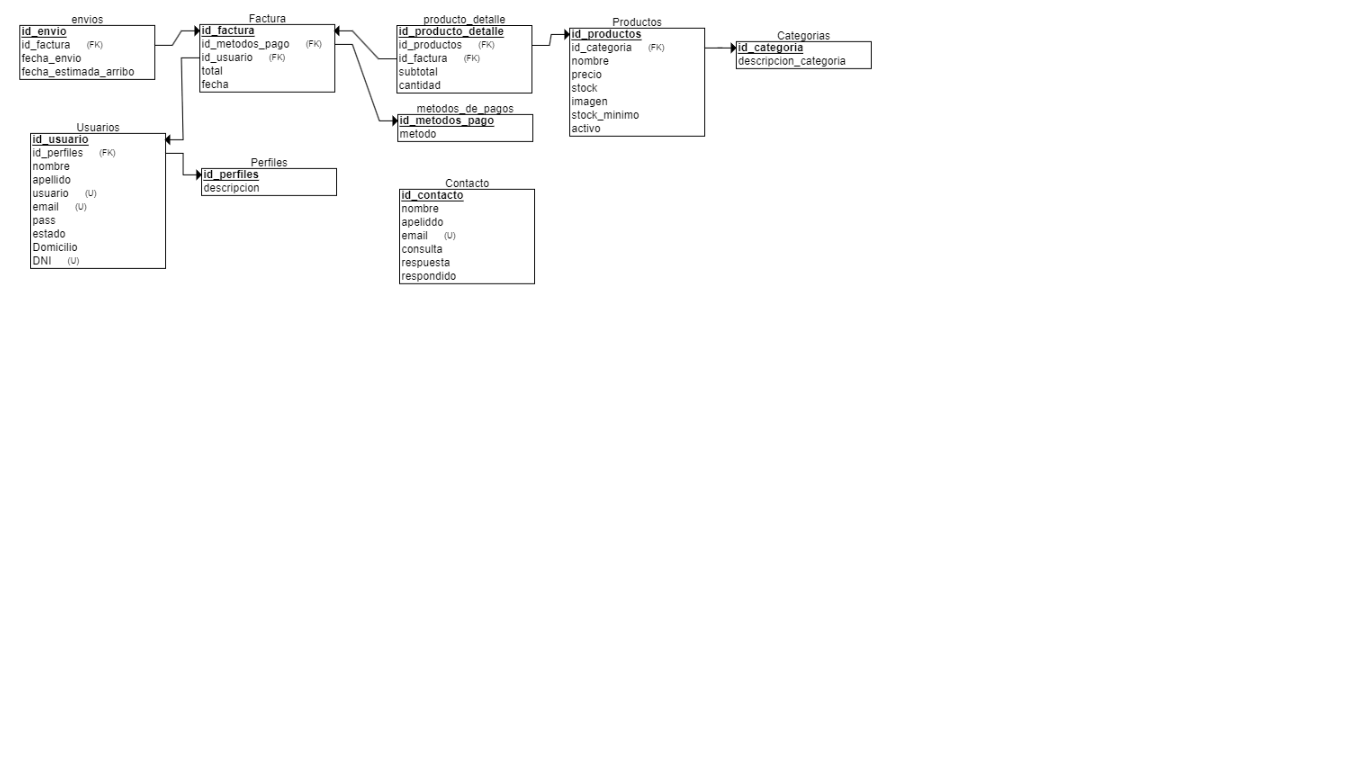 envios
id_envio
id_factura (FK)
fecha_envio
fecha_estimada_arribo
Factura
id_factura
id_metodos_pago (FK)
id_usuario (FK)
total
fecha
producto_detalle
id_producto_detalle
id_productos (FK)
id_factura (FK)
subtotal
cantidad
Productos
id_productos
id_categoria (FK)
nombre
precio
stock
imagen
stock_minimo
activo
Categorias
id_categoria
descripcion_categoria
metodos_de_pagos
id_metodos_pago
metodo
Usuarios
id_usuario
id_perfiles (FK)
nombre
apellido
usuario (U)
email (U)
pass
estado
Domicilio
DNI (U)
Perfiles
id_perfiles
descripcion
Contacto
id_contacto
nombre
apeliddo
email (U)
consulta
respuesta
respondido